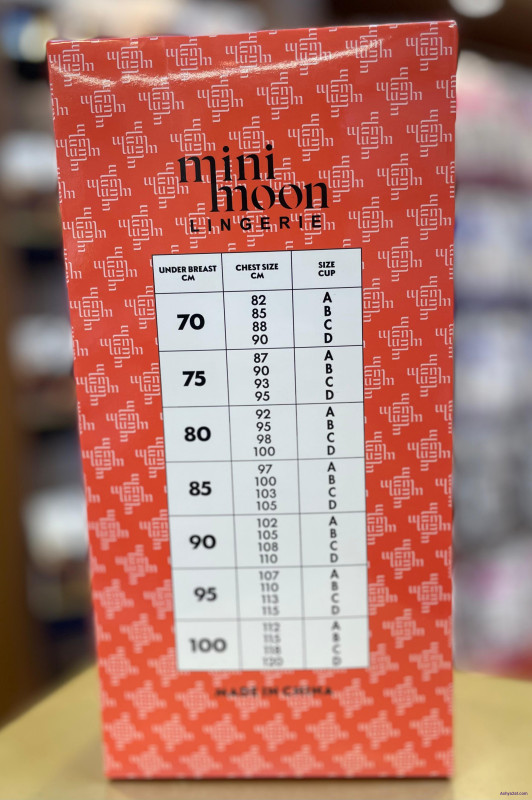 mini
moon
LINGERIE
UNDER BREAST CM CHEST SIZE CM SIZE CUP
70 82 A
85 B
88 C
90 D
75 87 A
90 B
93 C
95 D
80 92 A
95 B
98 C
100 D
85 97 A
100 B
103 C
105 D
90 102 A
105 B
108 C
110 D
95 107 A
110 B
113 C
115 D
100 112 A
115 B
118 C
120 D
MADE IN CHINA